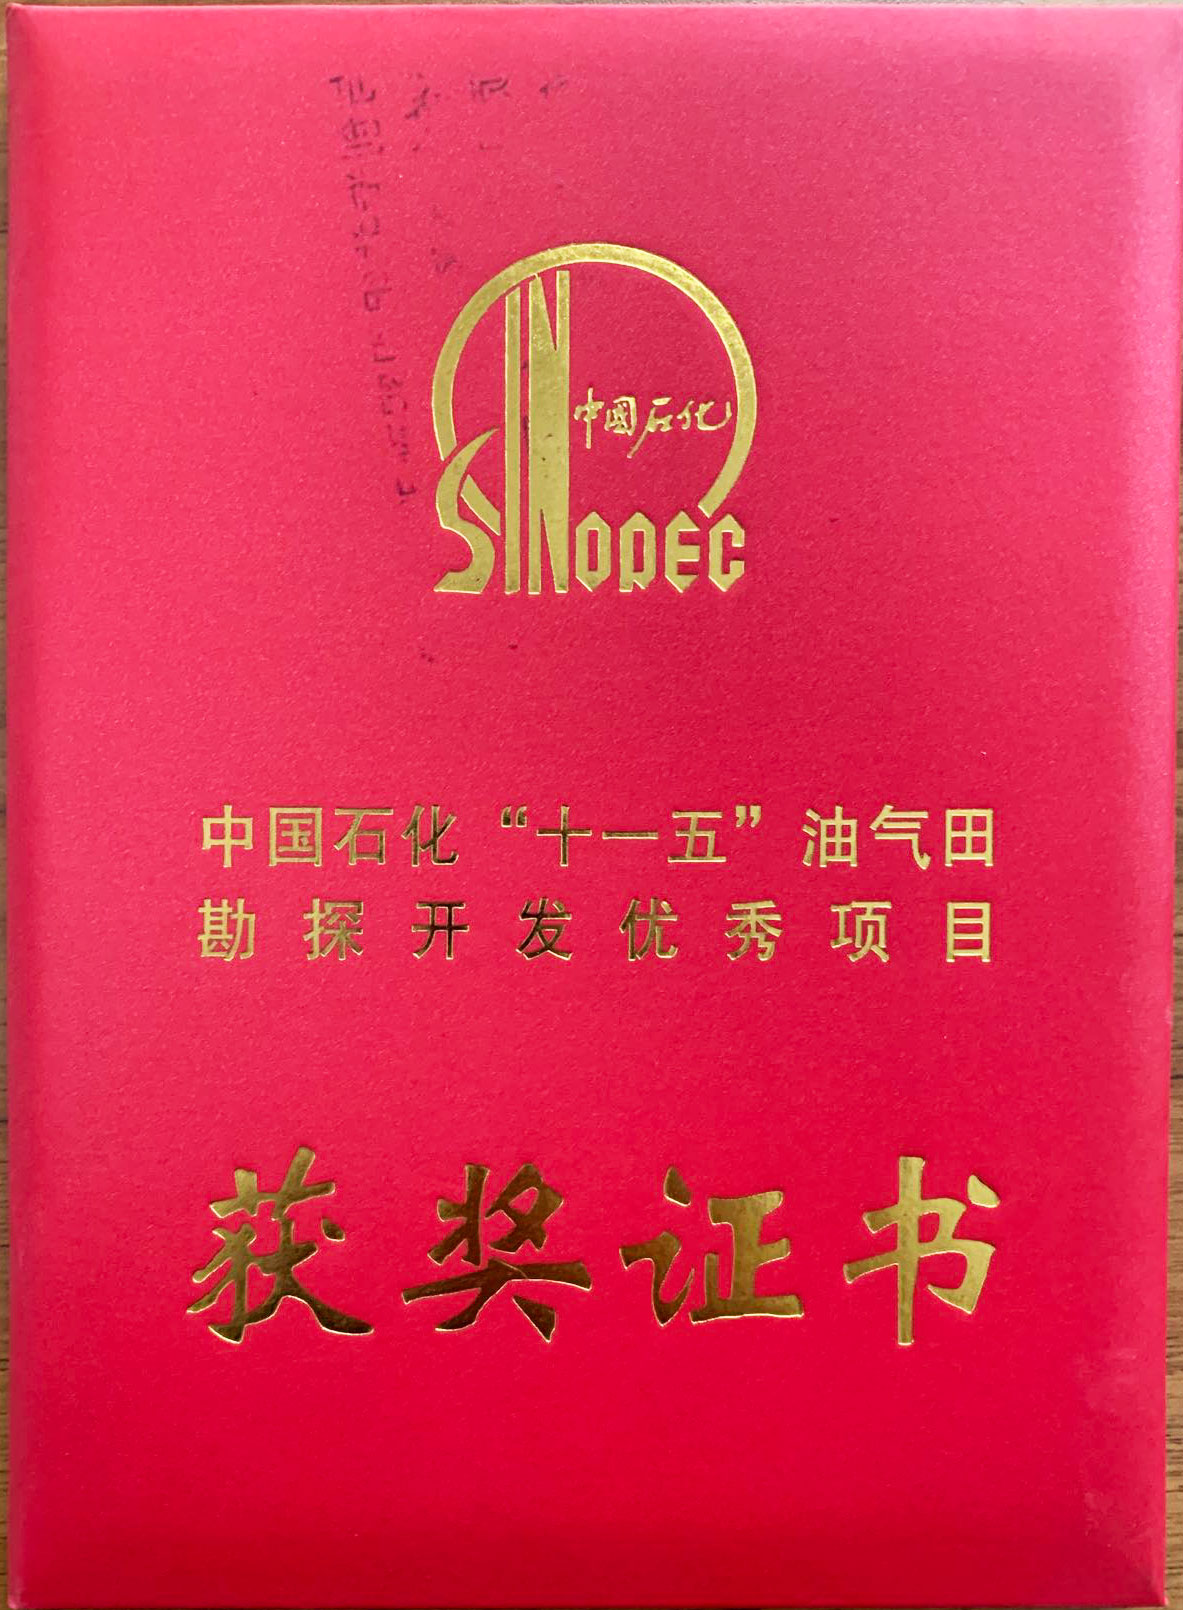 中國石化
SINOPEC
中国石化“十一五”油气田
勘探开发优秀项目
获奖证书